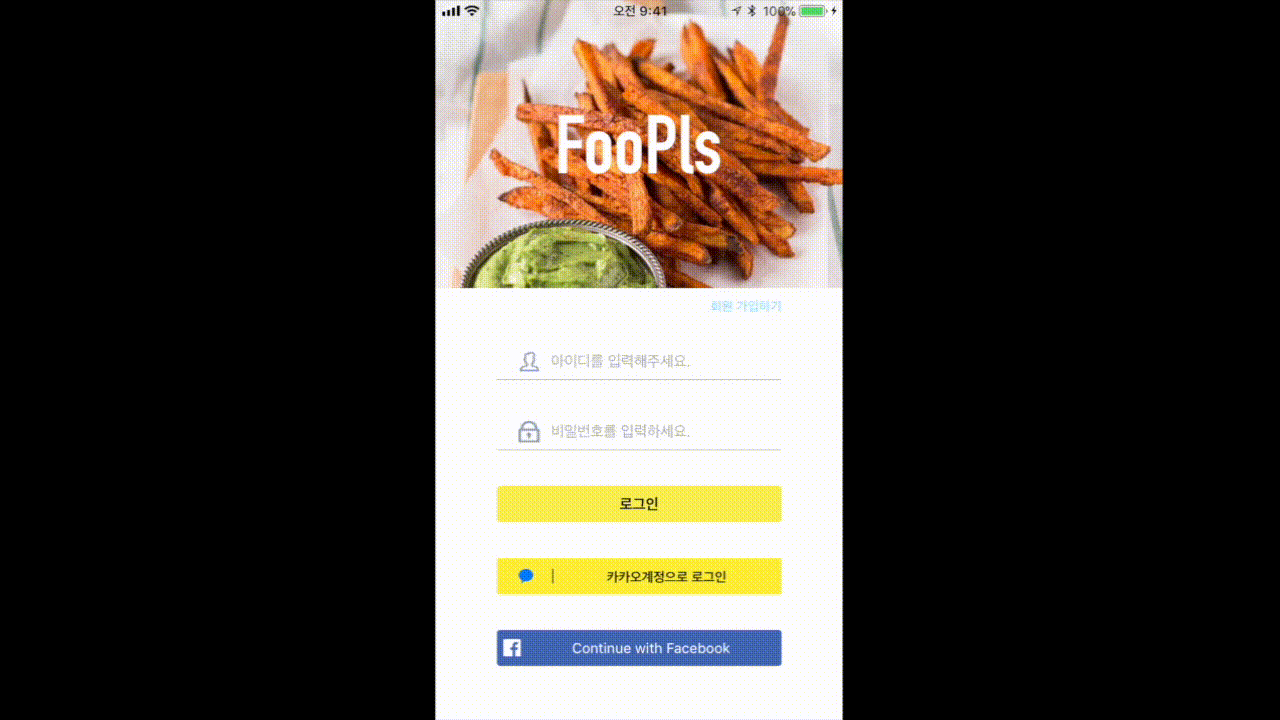 오전 9:41
100%
FooPls
회원 가입하기
아이디를 입력해주세요.
비밀번호를 입력하세요.
로그인
카카오계정으로 로그인
Continue with Facebook